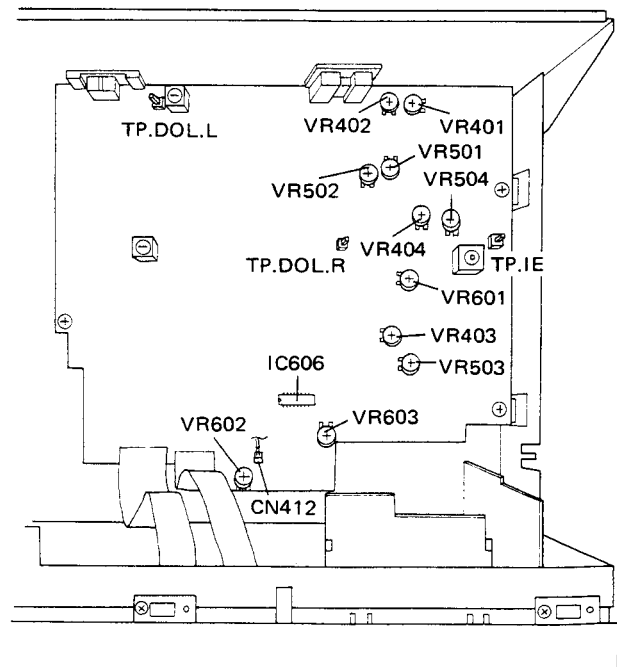 TP.DOL.L
VR402
VR401
VR501
VR502
VR504
VR404
TP.DOL.R
TP.IE
VR601
VR403
IC606
VR503
VR602
VR603
CN412